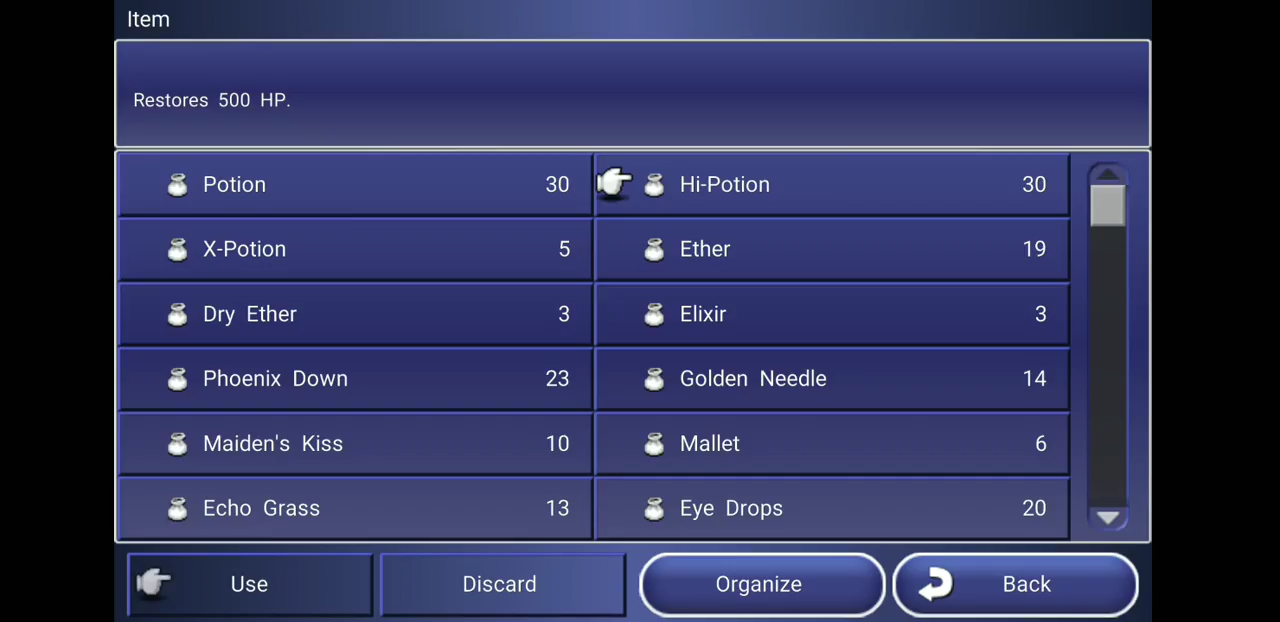 Item
Restores 500 HP.
Potion 30 Hi-Potion 30
X-Potion 5 Ether 19
Dry Ether 3 Elixir 3
Phoenix Down 23 Golden Needle 14
Maiden's Kiss 10 Mallet 6
Echo Grass 13 Eye Drops 20
Use Discard Organize Back